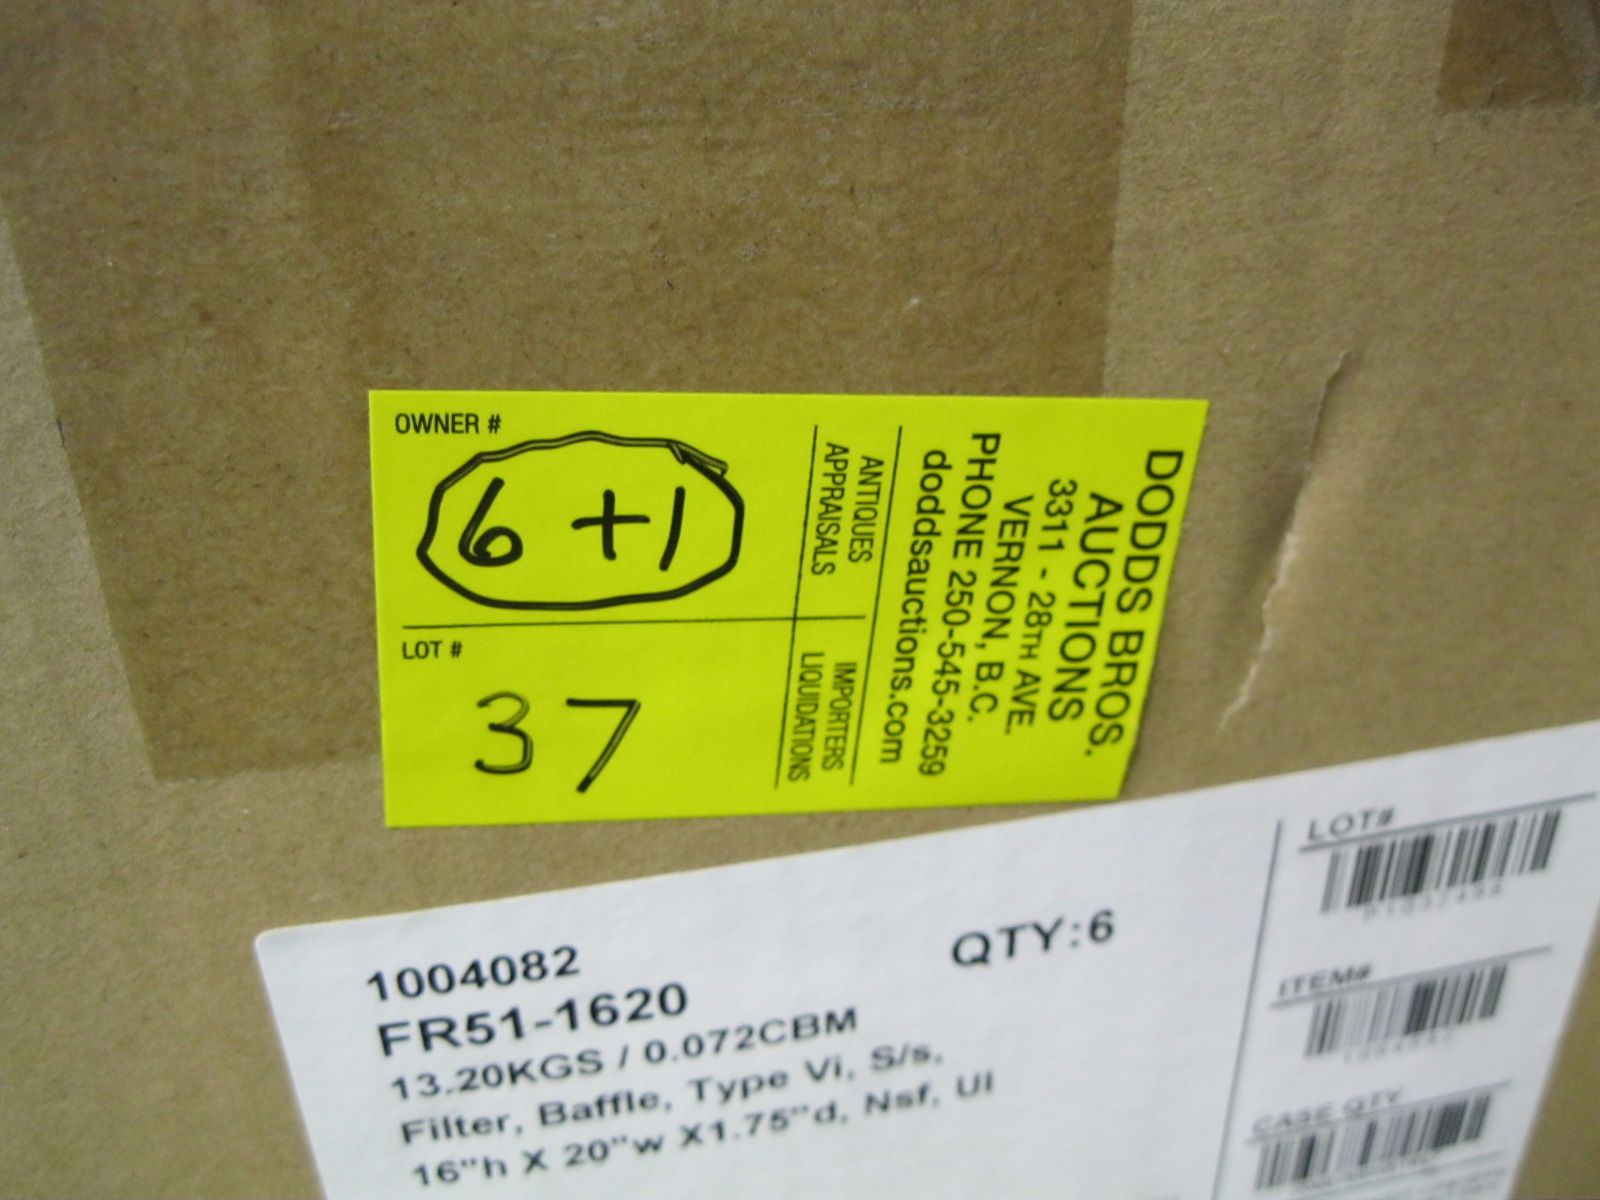 OWNER #
6 +1
LOT #
37
ANTIQUES
APPRAISALS
IMPORTERS
LIQUIDATIONS
DODDS BROS.
AUCTIONS
3311 - 28TH AVE.
VERNON, B.C.
PHONE 250-545-3259
doddsauctions.com
1004082
FR51-1620
13.20KGS / 0.072CBM
Filter, Baffle, Type Vi, S/s,
16"h X 20"w X1.75"d, Nsf, Ul
QTY:6
LOT#
ITEM#
CASE QTY